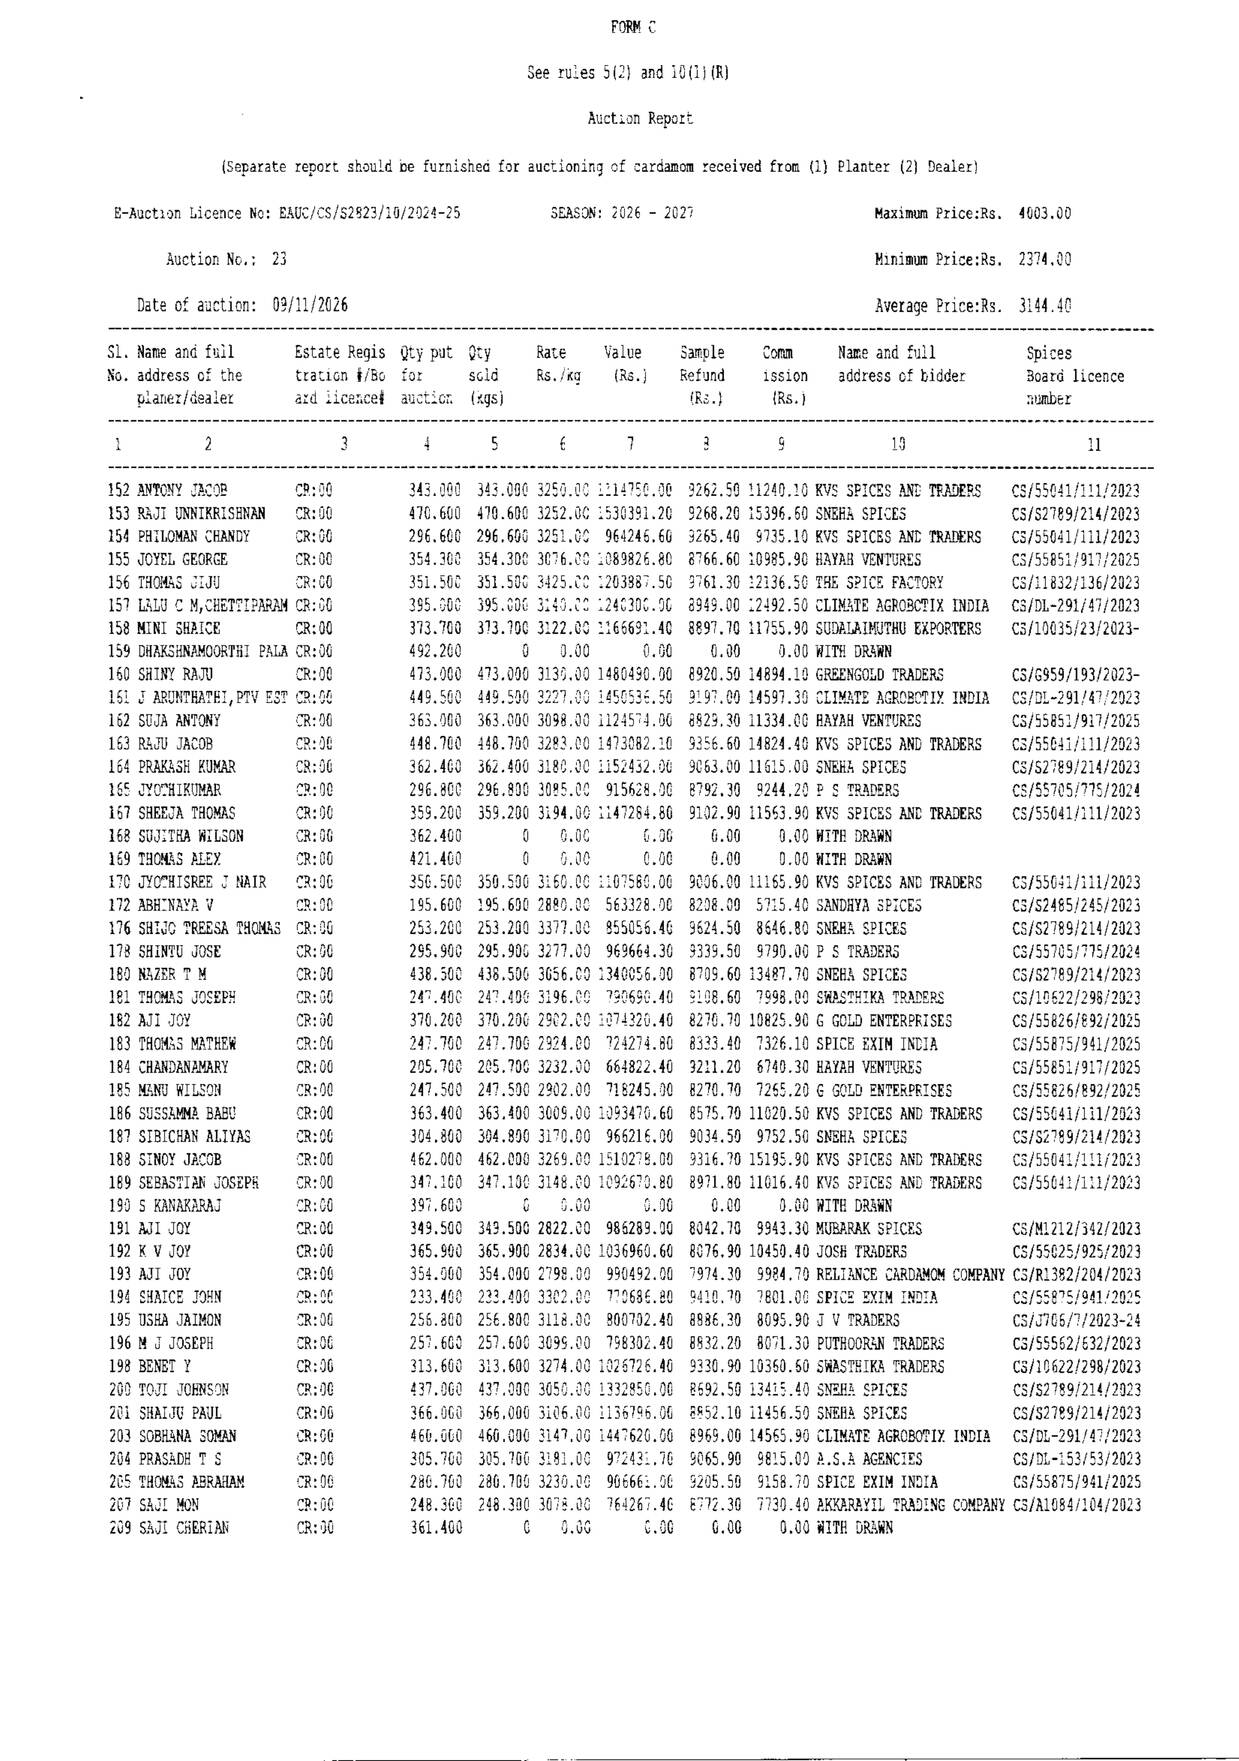 FORM C
See rules 5(2) and 10(1)(R)
Auction Report
(Separate report should be furnished for auctioning of cardamom received from (1) Planter (2) Dealer)
E-Auction Licence No: EAUC/CS/S2823/10/2024-25 SEASON: 2026 - 2027 Maximum Price:Rs. 4003.00
Auction No.: 23 Minimum Price:Rs. 2374.00
Date of auction: 09/11/2026 Average Price:Rs. 3144.40
Sl. Name and full Estate Regis Qty put Qty Rate Value Sample Comm Name and full Spices
No. address of the tration #/Bo for sold Rs./kg (Rs.) Refund ission address of bidder Board licence
planer/dealer ard licence# auction (kgs) (Rs.) (Rs.) number
1 2 3 4 5 6 7 8 9 10 11
152 ANTONY JACOB CR:00 343.000 343.000 3250.00 1114750.00 9262.50 11240.10 KVS SPICES AND TRADERS CS/55041/111/2023
153 RAJI UNNIKRISHNAN CR:00 470.600 470.600 3252.00 1530391.20 9268.20 15396.60 SNEHA SPICES CS/S2789/214/2023
154 PHILOMAN CHANDY CR:00 296.600 296.600 3251.00 964246.60 9265.40 9735.10 KVS SPICES AND TRADERS CS/55041/111/2023
155 JOYEL GEORGE CR:00 354.300 354.300 3076.00 1089826.80 8766.60 10985.90 HAYAH VENTURES CS/55851/917/2025
156 THOMAS JIJU CR:00 351.500 351.500 3425.00 1203887.50 9761.30 12136.50 THE SPICE FACTORY CS/11832/136/2023
157 LALU C M,CHETTIPARAM CR:00 395.000 395.000 3140.00 1240300.00 8949.00 12492.50 CLIMATE AGROBOTIX INDIA CS/DL-291/47/2023
158 MINI SHAICE CR:00 373.700 373.700 3122.00 1166691.40 8897.70 11755.90 SUDALAIMUTHU EXPORTERS CS/10035/23/2023-
159 DHAKSHNAMOORTHI PALA CR:00 492.200 0 0.00 0.00 0.00 0.00 WITH DRAWN
160 SHINY RAJU CR:00 473.000 473.000 3130.00 1480490.00 8920.50 14894.10 GREENGOLD TRADERS CS/G959/193/2023-
161 J ARUNTHATHI,PTV EST CR:00 449.500 449.500 3227.00 1450536.50 9197.00 14597.30 CLIMATE AGROBOTIX INDIA CS/DL-291/47/2023
162 SUJA ANTONY CR:00 363.000 363.000 3098.00 1124574.00 8829.30 11334.00 HAYAH VENTURES CS/55851/917/2025
163 RAJU JACOB CR:00 448.700 448.700 3283.00 1473082.10 9356.60 14824.40 KVS SPICES AND TRADERS CS/55041/111/2023
164 PRAKASH KUMAR CR:00 362.400 362.400 3180.00 1152432.00 9063.00 11615.00 SNEHA SPICES CS/S2789/214/2023
165 JYOTHIKUMAR CR:00 296.800 296.800 3085.00 915628.00 8792.30 9244.20 P S TRADERS CS/55705/775/2024
167 SHEEJA THOMAS CR:00 359.200 359.200 3194.00 1147284.80 9102.90 11563.90 KVS SPICES AND TRADERS CS/55041/111/2023
168 SUJITHA WILSON CR:00 362.400 0 0.00 0.00 0.00 0.00 WITH DRAWN
169 THOMAS ALEX CR:00 421.400 0 0.00 0.00 0.00 0.00 WITH DRAWN
170 JYOTHISREE J NAIR CR:00 350.500 350.500 3160.00 1107580.00 9006.00 11165.90 KVS SPICES AND TRADERS CS/55041/111/2023
172 ABHINAYA V CR:00 195.600 195.600 2880.00 563328.00 8208.00 5715.40 SANDHYA SPICES CS/S2485/245/2023
176 SHIJO TREESA THOMAS CR:00 253.200 253.200 3377.00 855056.40 9624.50 8646.80 SNEHA SPICES CS/S2789/214/2023
178 SHINTU JOSE CR:00 295.900 295.900 3277.00 969664.30 9339.50 9790.00 P S TRADERS CS/55705/775/2024
180 NAZER T M CR:00 438.500 438.500 3056.00 1340056.00 8709.60 13487.70 SNEHA SPICES CS/S2789/214/2023
181 THOMAS JOSEPH CR:00 247.400 247.400 3196.00 790690.40 9108.60 7998.00 SWASTHIKA TRADERS CS/10622/298/2023
182 AJI JOY CR:00 370.200 370.200 2902.00 1074320.40 8270.70 10825.90 G GOLD ENTERPRISES CS/55826/892/2025
183 THOMAS MATHEW CR:00 247.700 247.700 2924.00 724274.80 8333.40 7326.10 SPICE EXIM INDIA CS/55875/941/2025
184 CHANDANAMARY CR:00 205.700 205.700 3232.00 664822.40 9211.20 6740.30 HAYAH VENTURES CS/55851/917/2025
185 MANU WILSON CR:00 247.500 247.500 2902.00 718245.00 8270.70 7265.20 G GOLD ENTERPRISES CS/55826/892/2025
186 SUSSAMMA BABU CR:00 363.400 363.400 3009.00 1093470.60 8575.70 11020.50 KVS SPICES AND TRADERS CS/55041/111/2023
187 SIBICHAN ALIYAS CR:00 304.800 304.800 3170.00 966216.00 9034.50 9752.50 SNEHA SPICES CS/S2789/214/2023
188 SINOY JACOB CR:00 462.000 462.000 3269.00 1510278.00 9316.70 15195.90 KVS SPICES AND TRADERS CS/55041/111/2023
189 SEBASTIAN JOSEPH CR:00 347.100 347.100 3148.00 1092670.80 8971.80 11016.40 KVS SPICES AND TRADERS CS/55041/111/2023
190 S KANAKARAJ CR:00 397.600 0 0.00 0.00 0.00 0.00 WITH DRAWN
191 AJI JOY CR:00 349.500 349.500 2822.00 986289.00 8042.70 9943.30 MUBARAK SPICES CS/M1212/342/2023
192 K V JOY CR:00 365.900 365.900 2834.00 1036960.60 8076.90 10450.40 JOSH TRADERS CS/55025/925/2023
193 AJI JOY CR:00 354.000 354.000 2798.00 990492.00 7974.30 9984.70 RELIANCE CARDAMOM COMPANY CS/R1382/204/2023
194 SHAICE JOHN CR:00 233.400 233.400 3302.00 770686.80 9410.70 7801.00 SPICE EXIM INDIA CS/55875/941/2025
195 USHA JAIMON CR:00 256.800 256.800 3118.00 800702.40 8886.30 8095.90 J V TRADERS CS/J706/7/2023-24
196 M J JOSEPH CR:00 257.600 257.600 3099.00 798302.40 8832.20 8071.30 PUTHOORAN TRADERS CS/55562/632/2023
198 BENET Y CR:00 313.600 313.600 3274.00 1026726.40 9330.90 10360.60 SWASTHIKA TRADERS CS/10622/298/2023
200 TOJI JOHNSON CR:00 437.000 437.000 3050.00 1332850.00 8692.50 13415.40 SNEHA SPICES CS/S2789/214/2023
201 SHAIJU PAUL CR:00 366.000 366.000 3106.00 1136796.00 8852.10 11456.50 SNEHA SPICES CS/S2789/214/2023
203 SOBHANA SOMAN CR:00 460.000 460.000 3147.00 1447620.00 8969.00 14565.90 CLIMATE AGROBOTIX INDIA CS/DL-291/47/2023
204 PRASADH T S CR:00 305.700 305.700 3181.00 972431.70 9065.90 9815.00 A.S.A AGENCIES CS/DL-153/53/2023
205 THOMAS ABRAHAM CR:00 280.700 280.700 3230.00 906661.00 9205.50 9158.70 SPICE EXIM INDIA CS/55875/941/2025
207 SAJI MON CR:00 248.300 248.300 3078.00 764267.40 8772.30 7730.40 AKKARAYIL TRADING COMPANY CS/A1084/104/2023
209 SAJI CHERIAN CR:00 361.400 0 0.00 0.00 0.00 0.00 WITH DRAWN